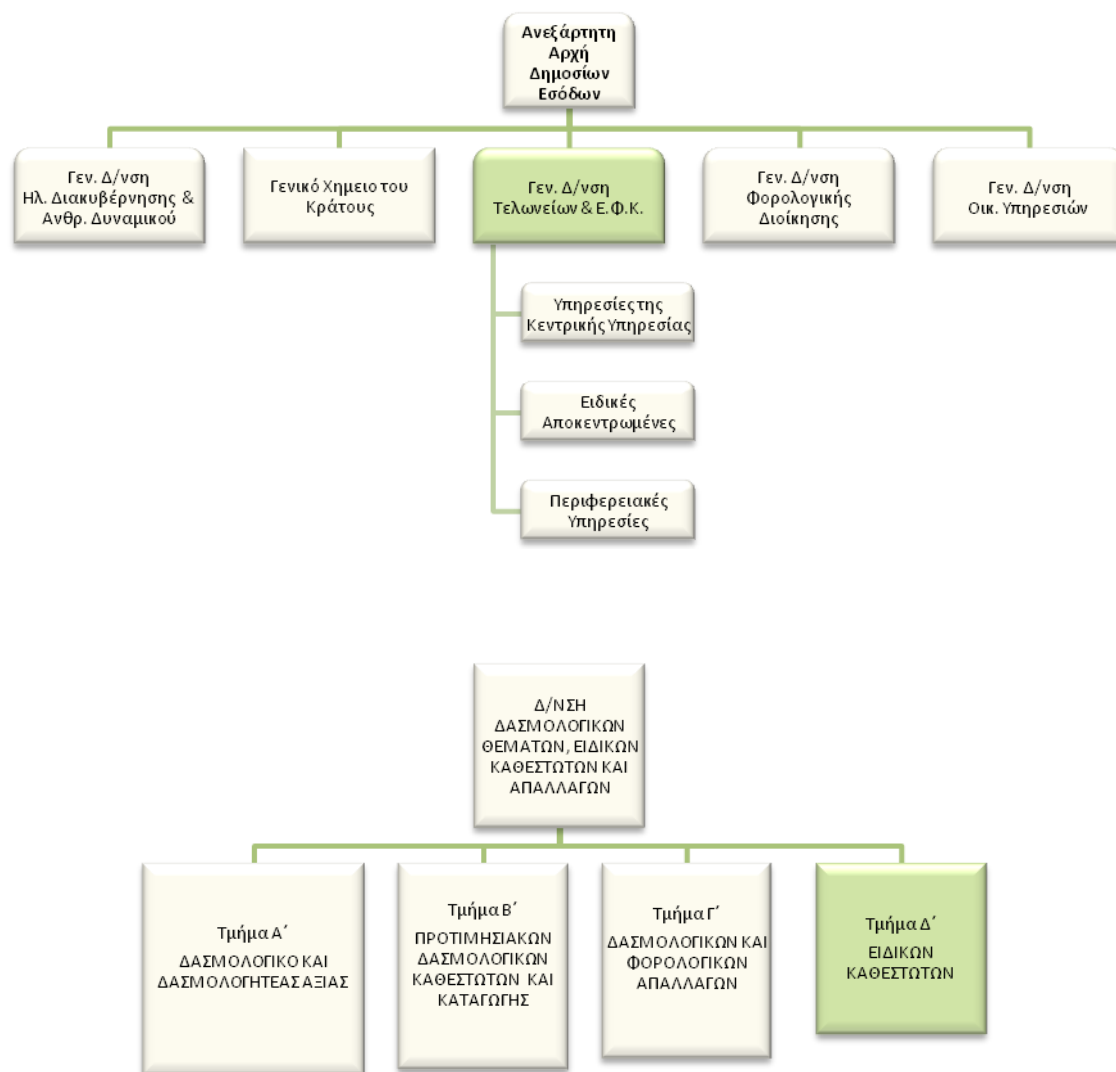 Ανεξάρτητη
Αρχή
Δημοσίων
Εσόδων
Γεν. Δ/νση
Ηλ. Διακυβέρνησης &
Ανθρ. Δυναμικού
Γενικό Χημειο του
Κράτους
Γεν. Δ/νση
Τελωνείων & Ε.Φ.Κ.
Γεν. Δ/νση
Φορολογικής
Διοίκησης
Γεν. Δ/νση
Οικ. Υπηρεσιών
Υπηρεσίες της
Κεντρικής Υπηρεσίας
Ειδικές
Αποκεντρωμένες
Περιφερειακές
Υπηρεσίες
Δ/ΝΣΗ
ΔΑΣΜΟΛΟΓΙΚΩΝ
ΘΕΜΑΤΩΝ, ΕΙΔΙΚΩΝ
ΚΑΘΕΣΤΩΤΩΝ ΚΑΙ
ΑΠΑΛΛΑΓΩΝ
Τμήμα Α΄
ΔΑΣΜΟΛΟΓΙΚΟ ΚΑΙ
ΔΑΣΜΟΛΟΓΗΤΕΑΣ ΑΞΙΑΣ
Τμήμα Β΄
ΠΡΟΤΙΜΗΣΙΑΚΩΝ
ΔΑΣΜΟΛΟΓΙΚΩΝ
ΚΑΘΕΣΤΩΤΩΝ ΚΑΙ
ΚΑΤΑΓΩΓΗΣ
Τμήμα Γ΄
ΔΑΣΜΟΛΟΓΙΚΩΝ ΚΑΙ
ΦΟΡΟΛΟΓΙΚΩΝ
ΑΠΑΛΛΑΓΩΝ
Τμήμα Δ΄
ΕΙΔΙΚΩΝ
ΚΑΘΕΣΤΩΤΩΝ